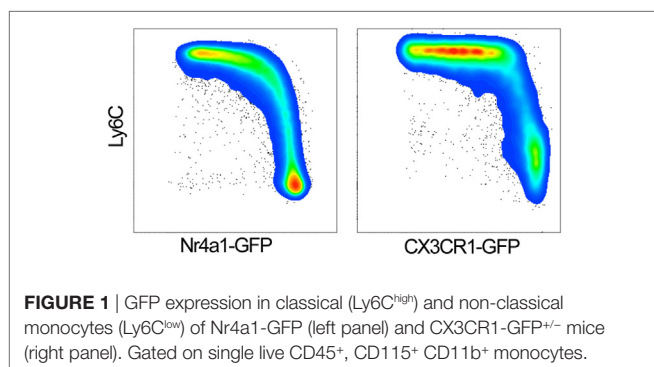 Ly6C
Nr4a1-GFP
CX3CR1-GFP
FIGURE 1 | GFP expression in classical (Ly6Chigh) and non-classical
monocytes (Ly6Clow) of Nr4a1-GFP (left panel) and CX3CR1-GFP+/− mice
(right panel). Gated on single live CD45+, CD115+ CD11b+ monocytes.